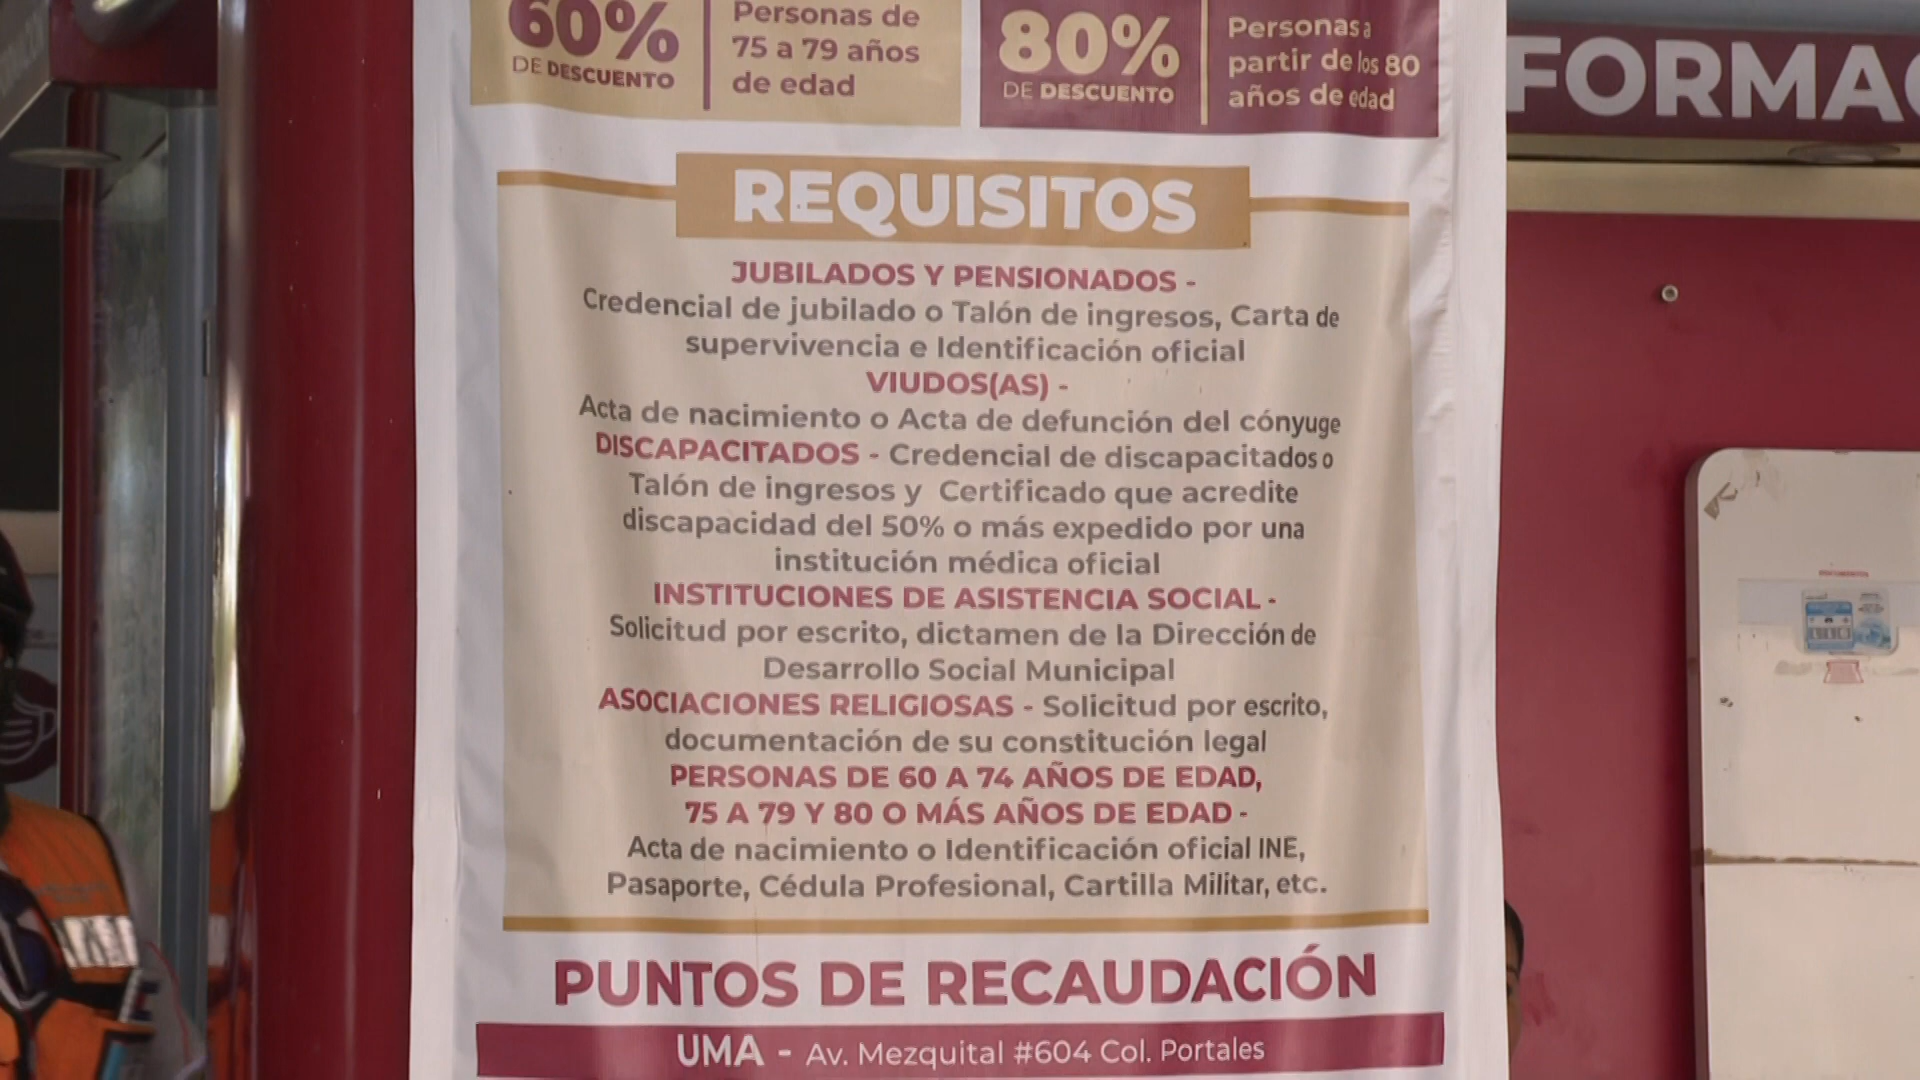 60%
DE DESCUENTO
Personas de
75 a 79 años
de edad
80%
DE DESCUENTO
Personas a
partir de los 80
años de edad
FORMAC
REQUISITOS
JUBILADOS Y PENSIONADOS -
Credencial de jubilado o Talón de ingresos, Carta de
supervivencia e Identificación oficial
VIUDOS(AS) -
Acta de nacimiento o Acta de defunción del cónyuge
DISCAPACITADOS - Credencial de discapacitados o
Talón de ingresos y Certificado que acredite
discapacidad del 50% o más expedido por una
institución médica oficial
INSTITUCIONES DE ASISTENCIA SOCIAL -
Solicitud por escrito, dictamen de la Dirección de
Desarrollo Social Municipal
ASOCIACIONES RELIGIOSAS - Solicitud por escrito,
documentación de su constitución legal
PERSONAS DE 60 A 74 AÑOS DE EDAD,
75 A 79 Y 80 O MÁS AÑOS DE EDAD -
Acta de nacimiento o Identificación oficial INE,
Pasaporte, Cédula Profesional, Cartilla Militar, etc.
PUNTOS DE RECAUDACIÓN
UMA - Av. Mezquital #604 Col. Portales